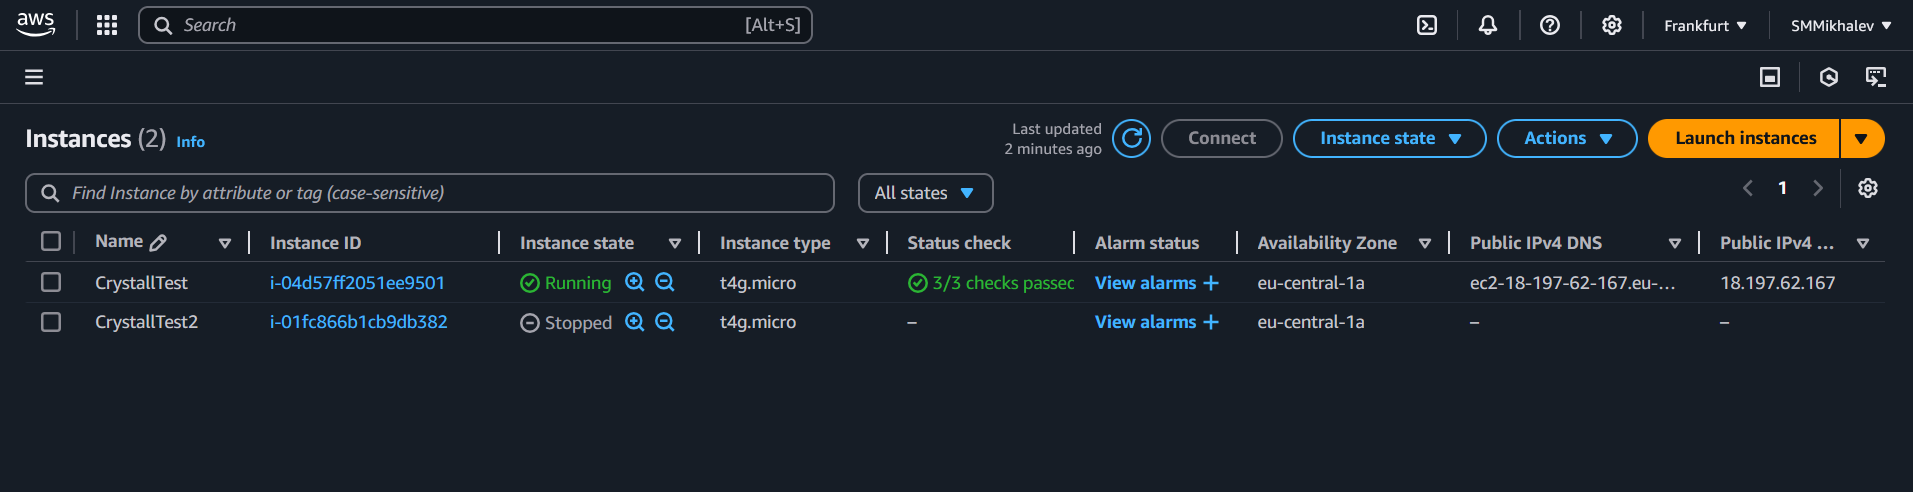 aws Search [Alt+S] Frankfurt SMMikhalev
Instances (2) Info Last updated 2 minutes ago Connect Instance state Actions Launch instances
Find Instance by attribute or tag (case-sensitive) All states 1
Name Instance ID Instance state Instance type Status check Alarm status Availability Zone Public IPv4 DNS Public IPv4 ...
CrystallTest i-04d57ff2051ee9501 Running t4g.micro 3/3 checks passec View alarms + eu-central-1a ec2-18-197-62-167.eu-... 18.197.62.167
CrystallTest2 i-01fc866b1cb9db382 Stopped t4g.micro – View alarms + eu-central-1a – –